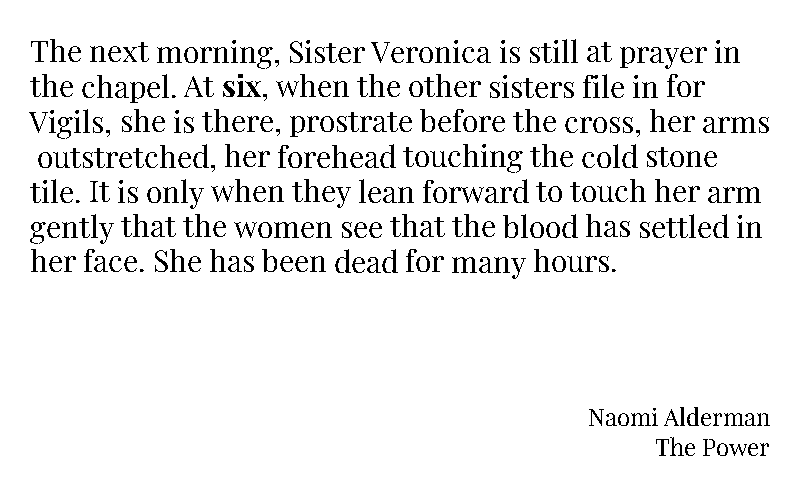 The next morning, Sister Veronica is still at prayer in
the chapel. At six, when the other sisters file in for
Vigils, she is there, prostrate before the cross, her arms
outstretched, her forehead touching the cold stone
tile. It is only when they lean forward to touch her arm
gently that the women see that the blood has settled in
her face. She has been dead for many hours.
Naomi Alderman
The Power